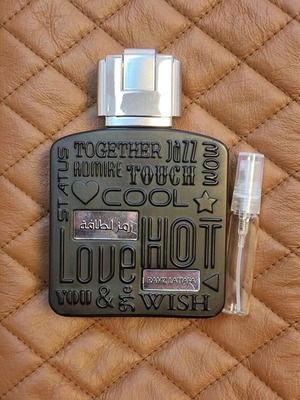 STATUS
TOGETHER JaZZ
ADMIRE TOUCH
WOW
COOL
رمز لطافة
Love HOT
RAMZ LATTAFA
YOU & me WISH